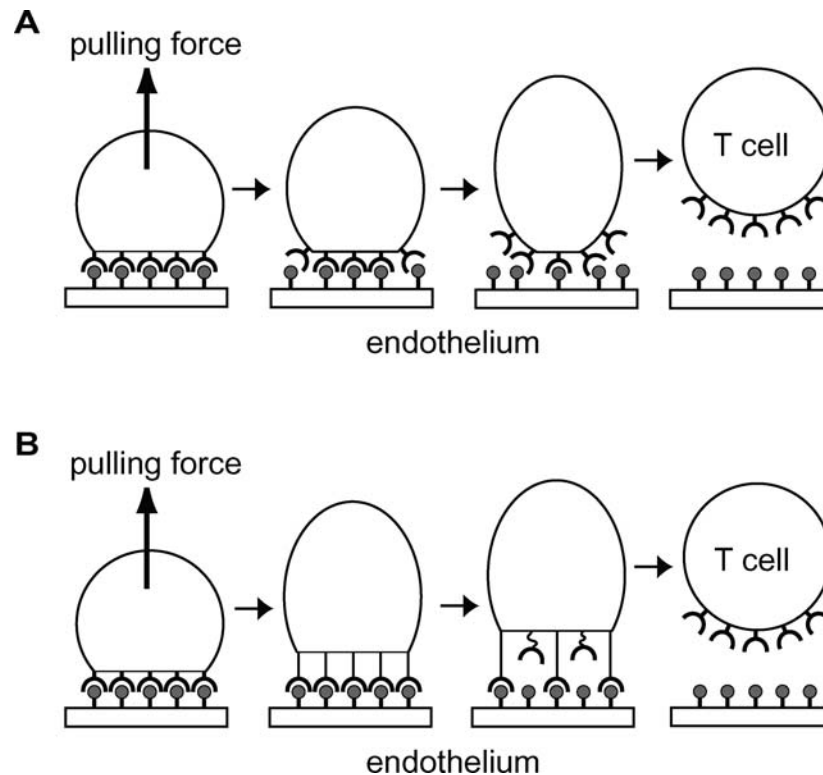 A
pulling force
T cell
endothelium
B
pulling force
T cell
endothelium